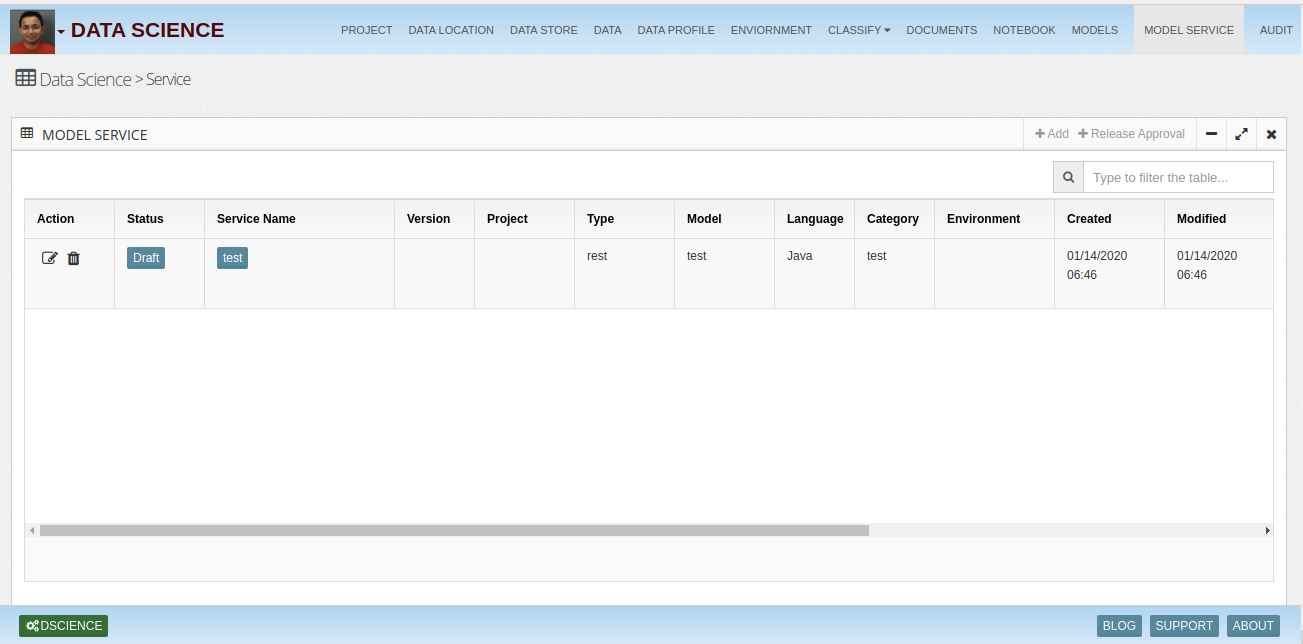 DATA SCIENCE PROJECT DATA LOCATION DATA STORE DATA DATA PROFILE ENVIORNMENT CLASSIFY DOCUMENTS NOTEBOOK MODELS MODEL SERVICE AUDIT
Data Science > Service
MODEL SERVICE Add Release Approval
Type to filter the table...
Action Status Service Name Version Project Type Model Language Category Environment Created Modified
Draft test rest test Java test 01/14/2020 01/14/2020
06:46 06:46
DSCIENCE BLOG SUPPORT ABOUT